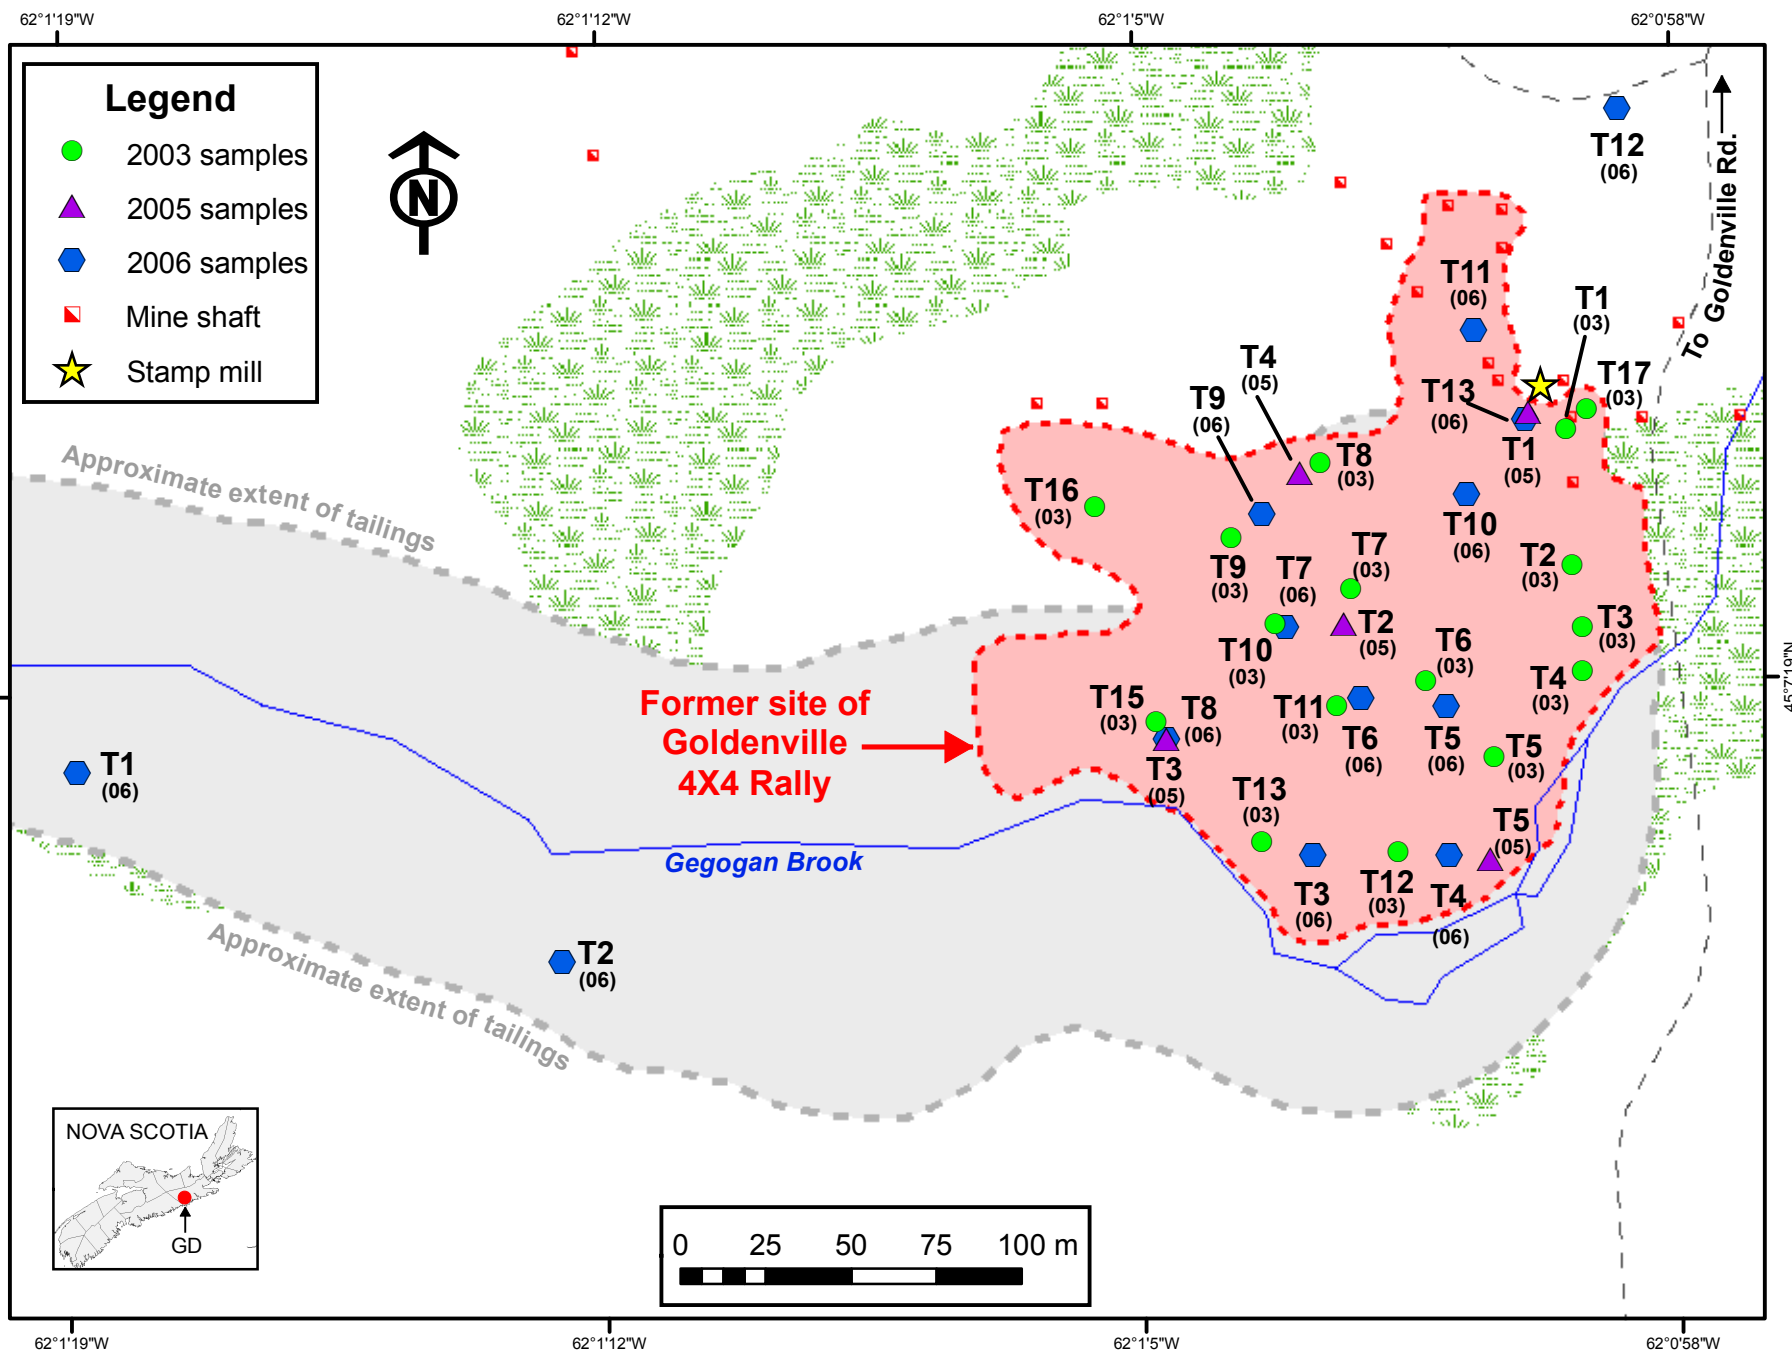 62°1'19"W
62°1'12"W
62°1'5"W
62°0'58"W
Legend
2003 samples
2005 samples
2006 samples
Mine shaft
Stamp mill
N
T12
(06)
To Goldenville Rd.
T11
(06)
T1
(03)
T4
(05)
T17
(03)
T9
(06)
T13
(06)
T1
(05)
T8
(03)
T16
(03)
T10
(06)
T9
(03)
T7
(06)
T7
(03)
T2
(03)
T2
(05)
T3
(03)
T10
(03)
T6
(03)
T4
(03)
T15
(03)
T8
(06)
T11
(03)
T6
(06)
T5
(06)
T5
(03)
T3
(05)
T13
(03)
T5
(05)
T3
(06)
T12
(03)
T4
(06)
Approximate extent of tailings
Former site of
Goldenville
4X4 Rally
45°7'19"N
T1
(06)
Gegogan Brook
T2
(06)
Approximate extent of tailings
NOVA SCOTIA
GD
0 25 50 75 100 m
62°1'19"W
62°1'12"W
62°1'5"W
62°0'58"W